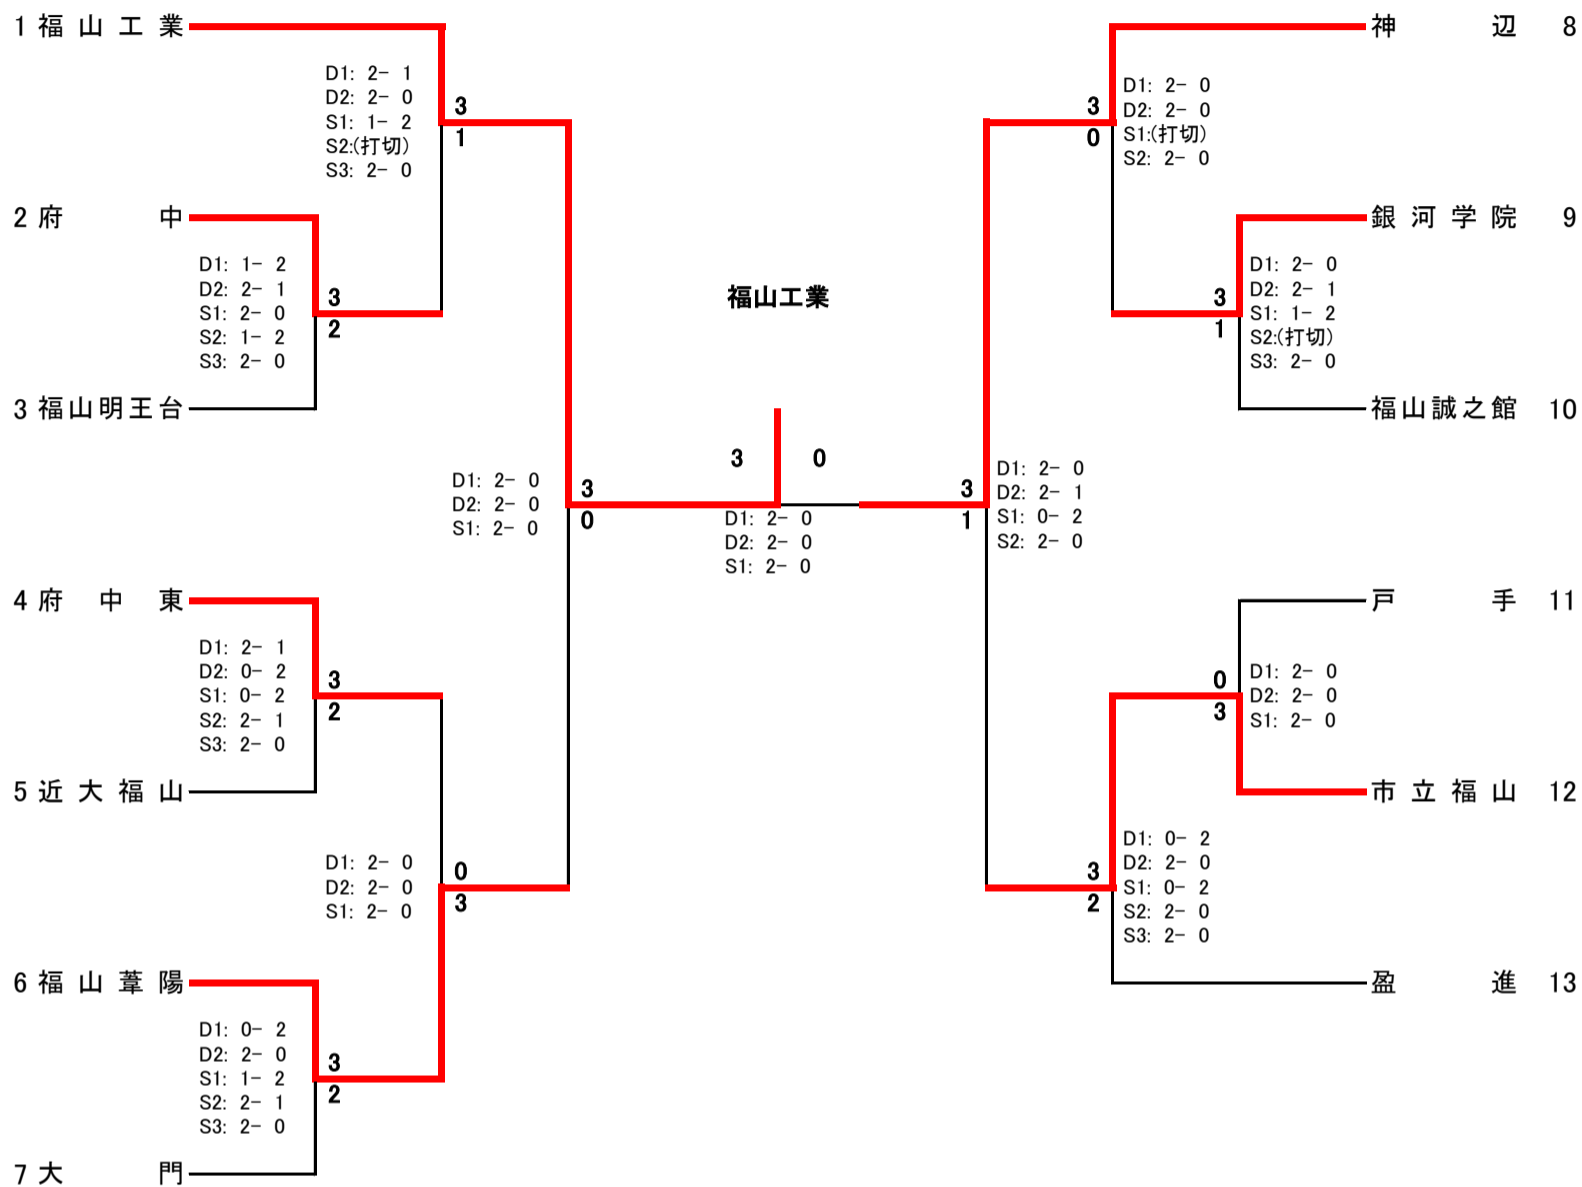 1 福山工業
D1: 2- 1
D2: 2- 0
S1: 1- 2
S2:(打切)
S3: 2- 0
3
1
2 府中
D1: 1- 2
D2: 2- 1
S1: 2- 0
S2: 1- 2
S3: 2- 0
3
2
3 福山明王台
D1: 2- 0
D2: 2- 0
S1: 2- 0
3
0
4 府中東
D1: 2- 1
D2: 0- 2
S1: 0- 2
S2: 2- 1
S3: 2- 0
3
2
5 近大福山
D1: 2- 0
D2: 2- 0
S1: 2- 0
0
3
6 福山葦陽
D1: 0- 2
D2: 2- 0
S1: 1- 2
S2: 2- 1
S3: 2- 0
3
2
7 大門
福山工業
3 0
D1: 2- 0
D2: 2- 0
S1: 2- 0
神辺 8
3
0
D1: 2- 0
D2: 2- 0
S1:(打切)
S2: 2- 0
銀河学院 9
3
1
D1: 2- 0
D2: 2- 1
S1: 1- 2
S2:(打切)
S3: 2- 0
福山誠之館 10
3
1
D1: 2- 0
D2: 2- 1
S1: 0- 2
S2: 2- 0
戸手 11
0
3
D1: 2- 0
D2: 2- 0
S1: 2- 0
市立福山 12
3
2
D1: 0- 2
D2: 2- 0
S1: 0- 2
S2: 2- 0
S3: 2- 0
盈進 13